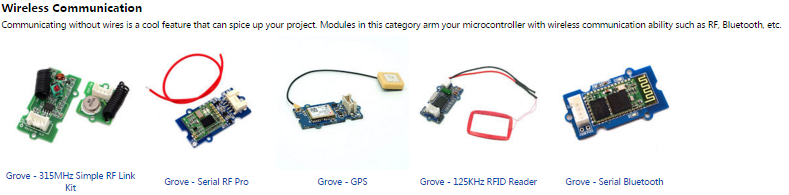 Wireless Communication
Communicating without wires is a cool feature that can spice up your project. Modules in this category arm your microcontroller with wireless communication ability such as RF, Bluetooth, etc.
Grove - 315MHz Simple RF Link
Kit
Grove - Serial RF Pro
Grove - GPS
Grove - 125KHz RFID Reader
Grove - Serial Bluetooth